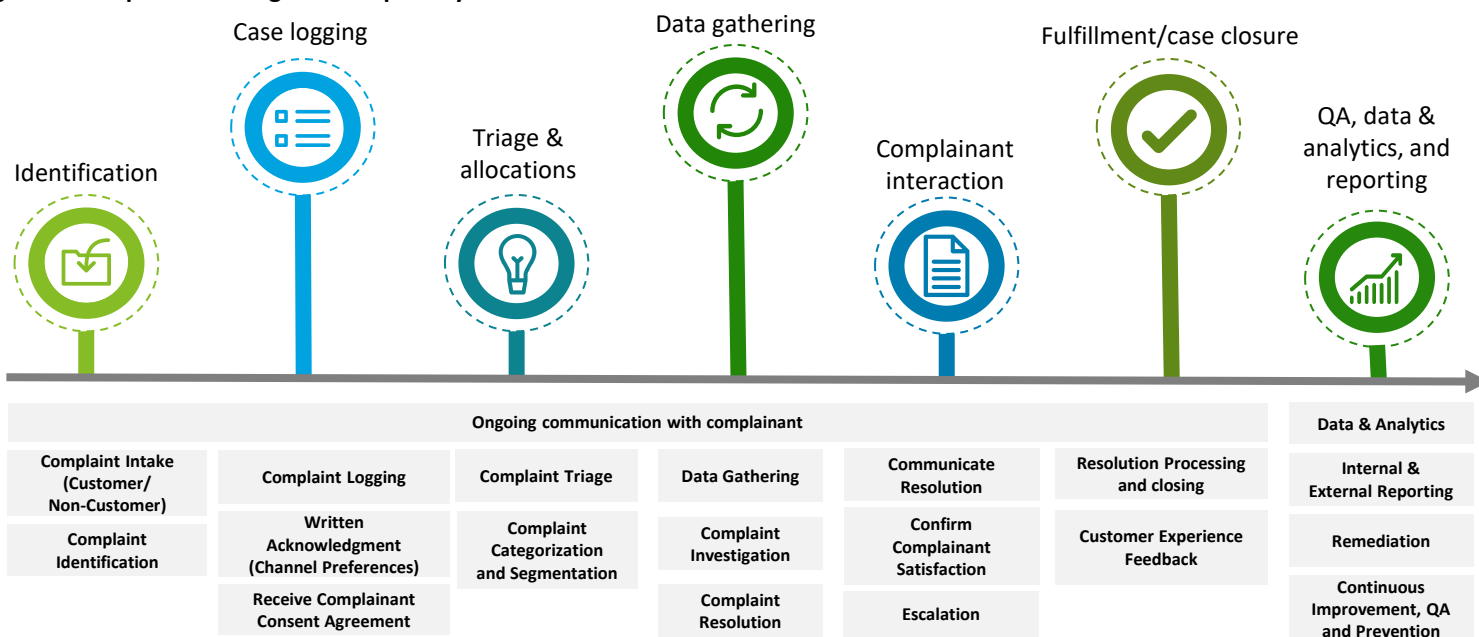 Case logging
Data gathering
Fulfillment/case closure
Identification
Triage &
allocations
Complainant
interaction
QA, data &
analytics, and
reporting
Ongoing communication with complainant
Data & Analytics
Complaint Intake
(Customer/
Non-Customer)
Complaint
Identification
Complaint Logging
Written
Acknowledgment
(Channel Preferences)
Receive Complainant
Consent Agreement
Complaint Triage
Complaint
Categorization
and Segmentation
Data Gathering
Complaint
Investigation
Complaint
Resolution
Communicate
Resolution
Confirm
Complainant
Satisfaction
Escalation
Resolution Processing
and closing
Customer Experience
Feedback
Internal &
External Reporting
Remediation
Continuous
Improvement, QA
and Prevention